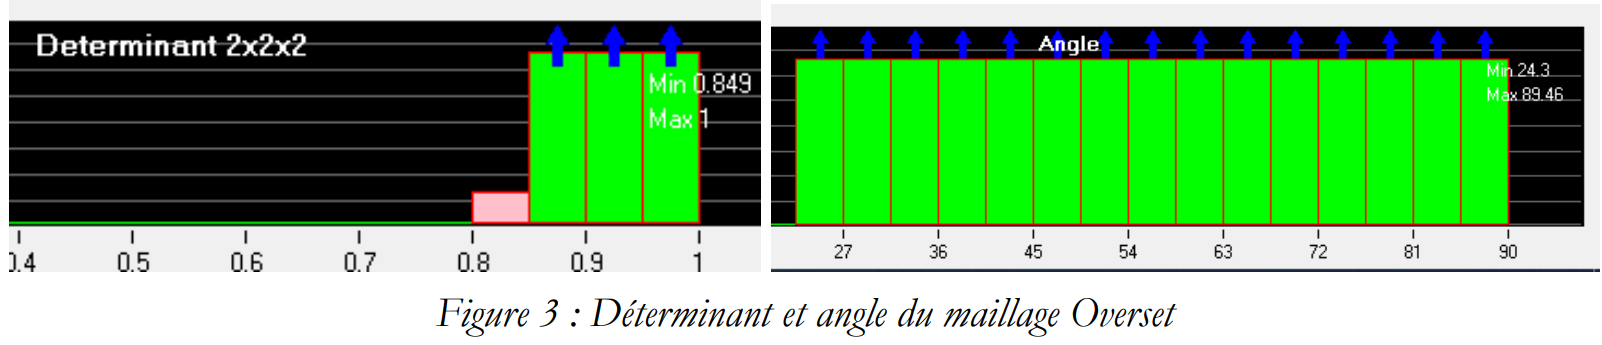 Determinant 2x2x2
Min 0.849
Max 1
0.4 0.5 0.6 0.7 0.8 0.9 1
Angle
Min 24.3
Max 89.46
27 36 45 54 63 72 81 90
Figure 3 : Déterminant et angle du maillage Overset